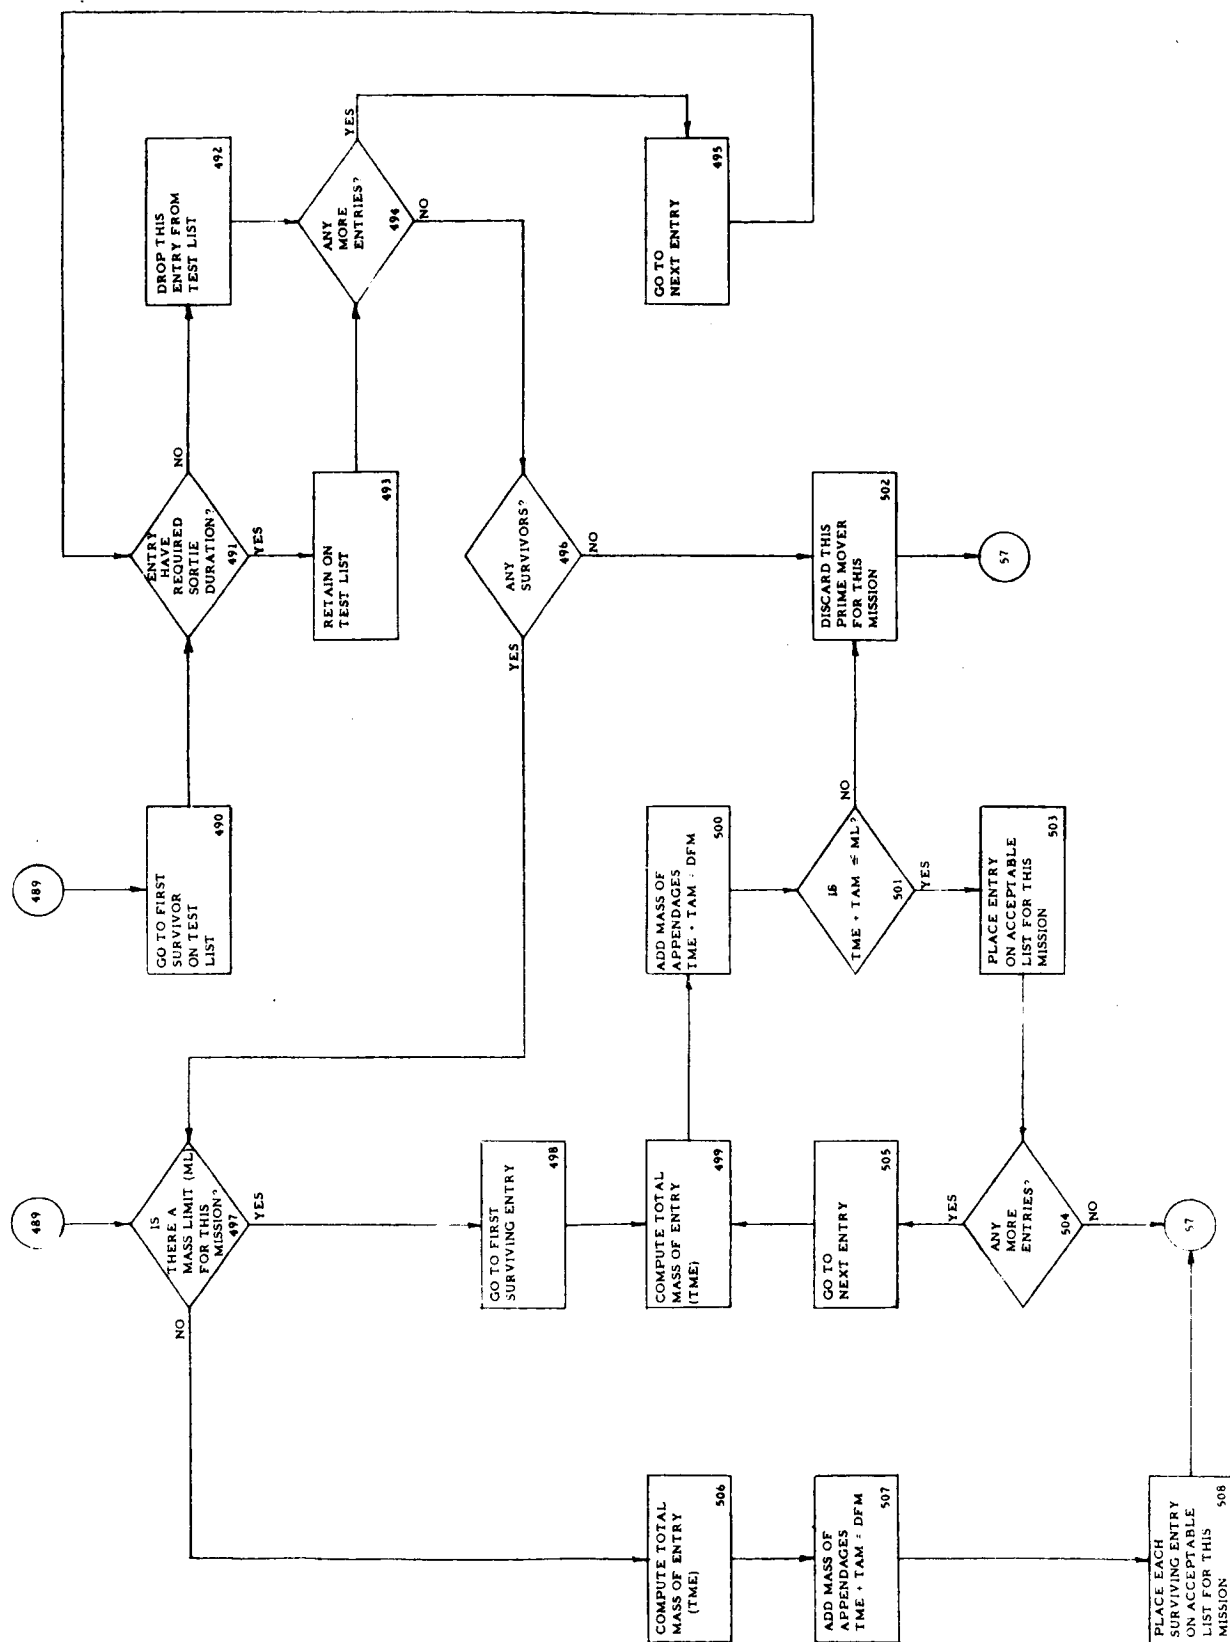 489
GO TO FIRST
SURVIVOR
ON TEST
LIST
490
ENTRY
HAVE
REQUIRED
SORTIE
DURATION?
491
NO
YES
DROP THIS
ENTRY FROM
TEST LIST
492
RETAIN ON
TEST LIST
493
ANY
MORE
ENTRIES?
494
YES
NO
GO TO
NEXT ENTRY
495
ANY
SURVIVORS?
496
YES
NO
489
IS
THERE A
MASS LIMIT (ML)
FOR THIS
MISSION?
497
NO
YES
GO TO FIRST
SURVIVING ENTRY
498
COMPUTE TOTAL
MASS OF ENTRY
(TME)
499
ADD MASS OF
APPENDAGES
TME + TAM = DFM
500
IS
TME + TAM ≤ ML?
501
NO
YES
DISCARD THIS
PRIME MOVER
FOR THIS
MISSION
502
57
PLACE ENTRY
ON ACCEPTABLE
LIST FOR THIS
MISSION
503
ANY
MORE
ENTRIES?
504
YES
NO
GO TO
NEXT ENTRY
505
57
COMPUTE TOTAL
MASS OF ENTRY
(TME)
506
ADD MASS OF
APPENDAGES
TME + TAM = DFM
507
PLACE EACH
SURVIVING ENTRY
ON ACCEPTABLE
LIST FOR THIS
MISSION
508